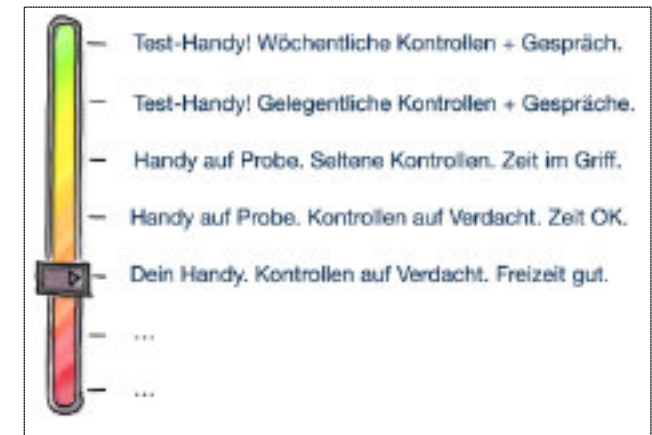 Test-Handy! Wöchentliche Kontrollen + Gespräch.
Test-Handy! Gelegentliche Kontrollen + Gespräche.
Handy auf Probe. Seltene Kontrollen. Zeit im Griff.
Handy auf Probe. Kontrollen auf Verdacht. Zeit OK.
Dein Handy. Kontrollen auf Verdacht. Freizeit gut.
...
...